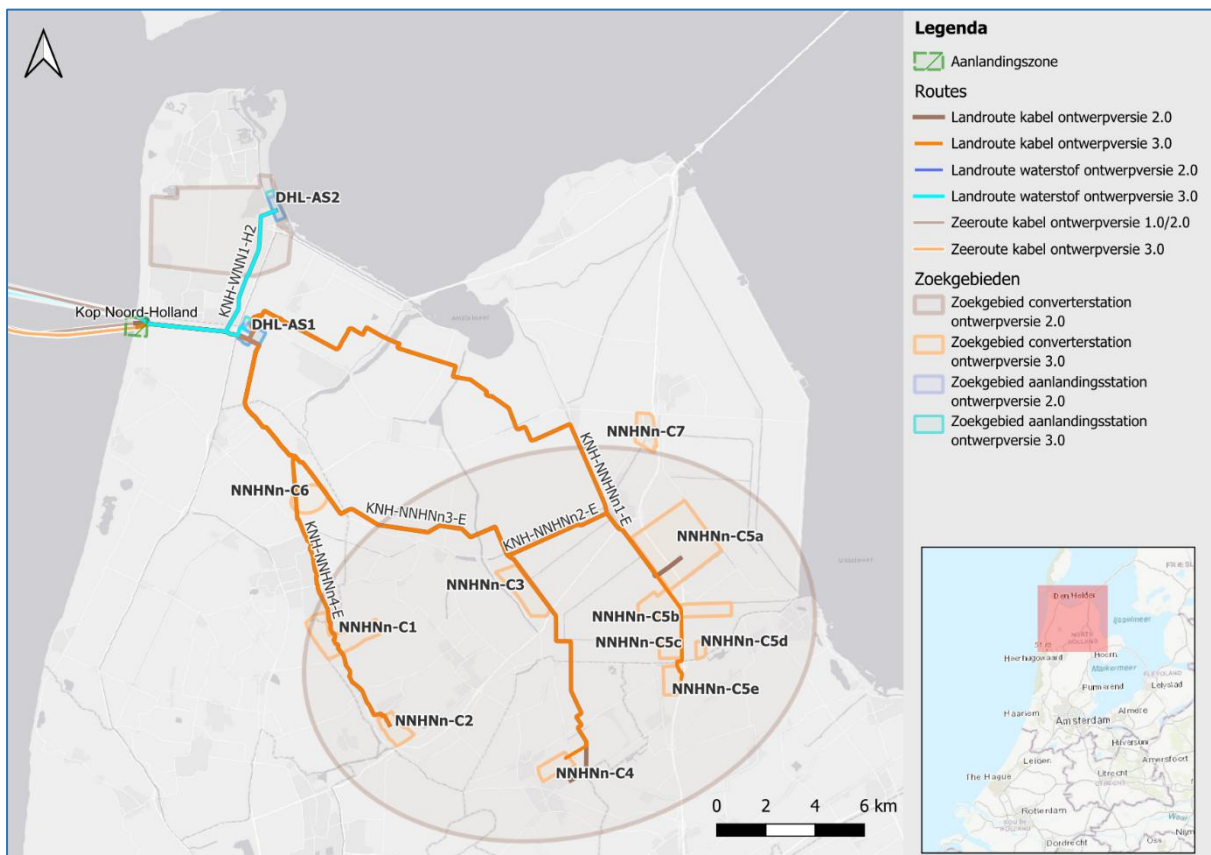 Legenda
Aanlandingszone
Routes
Landroute kabel ontwerpversie 2.0
Landroute kabel ontwerpversie 3.0
Landroute waterstof ontwerpversie 2.0
Landroute waterstof ontwerpversie 3.0
Zeeroute kabel ontwerpversie 1.0/2.0
Zeeroute kabel ontwerpversie 3.0
Zoekgebieden
Zoekgebied converterstation
ontwerpversie 2.0
Zoekgebied converterstation
ontwerpversie 3.0
Zoekgebied aanlandingsstation
ontwerpversie 2.0
Zoekgebied aanlandingsstation
ontwerpversie 3.0
DHL-AS2
KNH-WNN1-H2
Kop Noord-Holland
DHL-AS1
NNHNn-C7
KNH-NNHNn1-E
NNHNn-C6
KNH-NNHNn3-E
KNH-NNHNn2-E
NNHNn-C5a
KNH-NNHNn4-E
NNHNn-C3
NNHNn-C5b
NNHNn-C1
NNHNn-C5c
NNHNn-C5d
NNHNn-C5e
NNHNn-C2
NNHNn-C4
0 2 4 6 km
Den Helder
Heerhugowaard
Hoorn
Markermeer
Purmerend
Lelystad
Haarlem
Almere
Amsterdam
Hilversum
Leiden
Amersfoort
The Hague
Utrecht
Rotterdam
Dordrecht